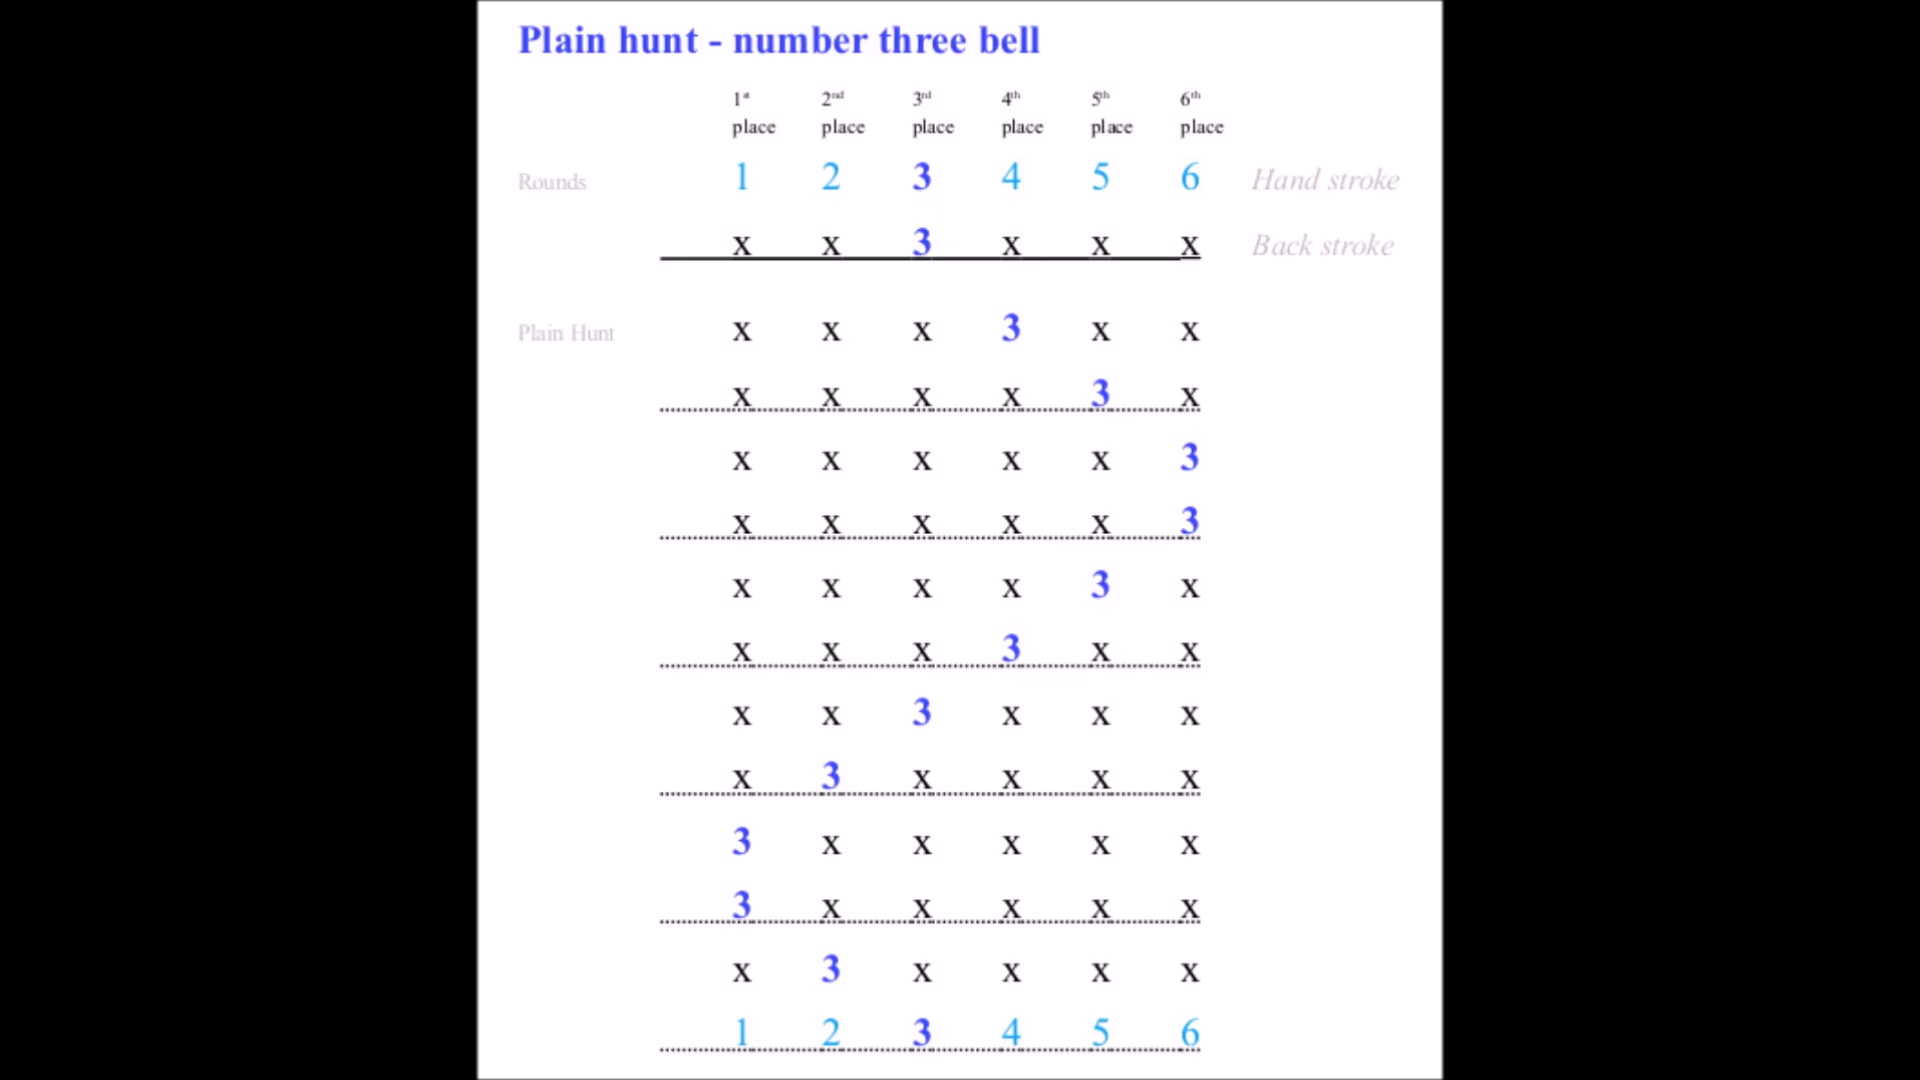 Plain hunt - number three bell
1st 2nd 3rd 4th 5th 6th
place place place place place place
Rounds 1 2 3 4 5 6 Hand stroke
x x 3 x x x Back stroke
Plain Hunt x x x 3 x x
x x x x 3 x
x x x x x 3
x x x x x 3
x x x x 3 x
x x x 3 x x
x x 3 x x x
x 3 x x x x
3 x x x x x
3 x x x x x
x 3 x x x x
1 2 3 4 5 6